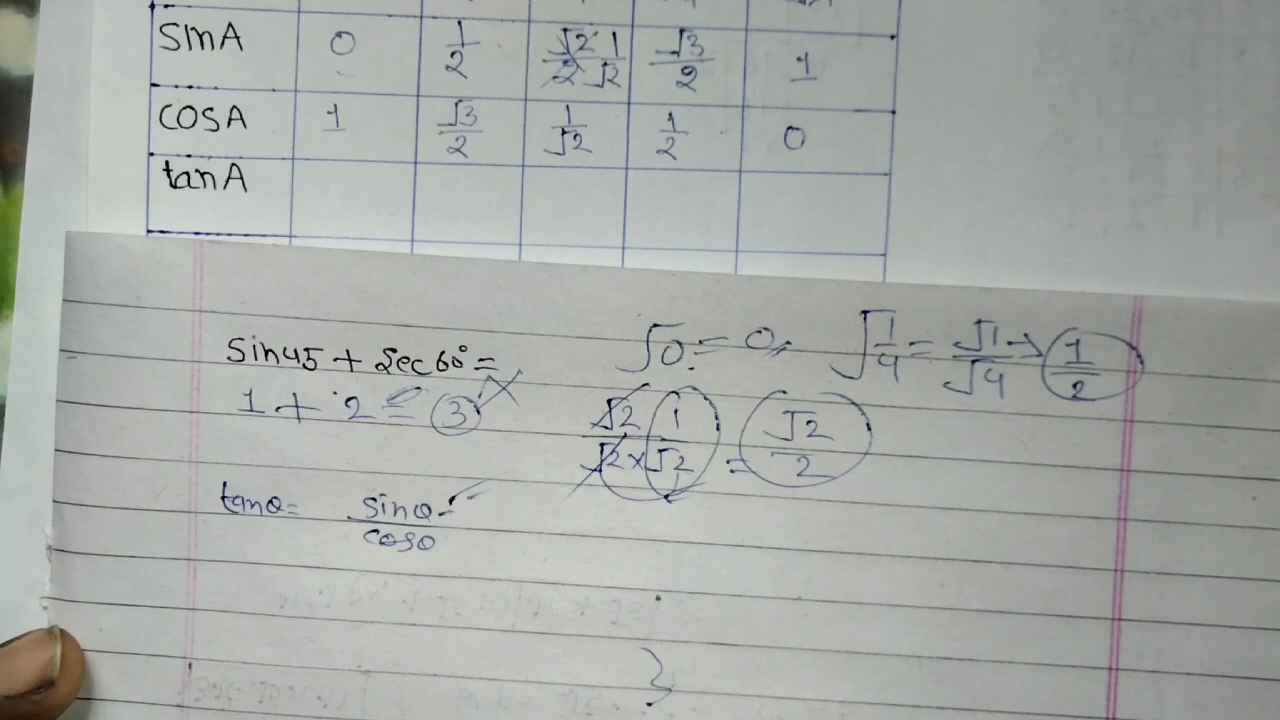 sinA 0 1/2 √2/2 1/√2 √3/2 1
cosA 1 √3/2 1/√2 1/2 0
tanA
sin45 + sec60° =
1 + 2 = 3
√0 = 0
√1/4 = √1/√4 → 1/2
√2/√2 × 1/√2 = √2/2
tanθ = sinθ/cosθ